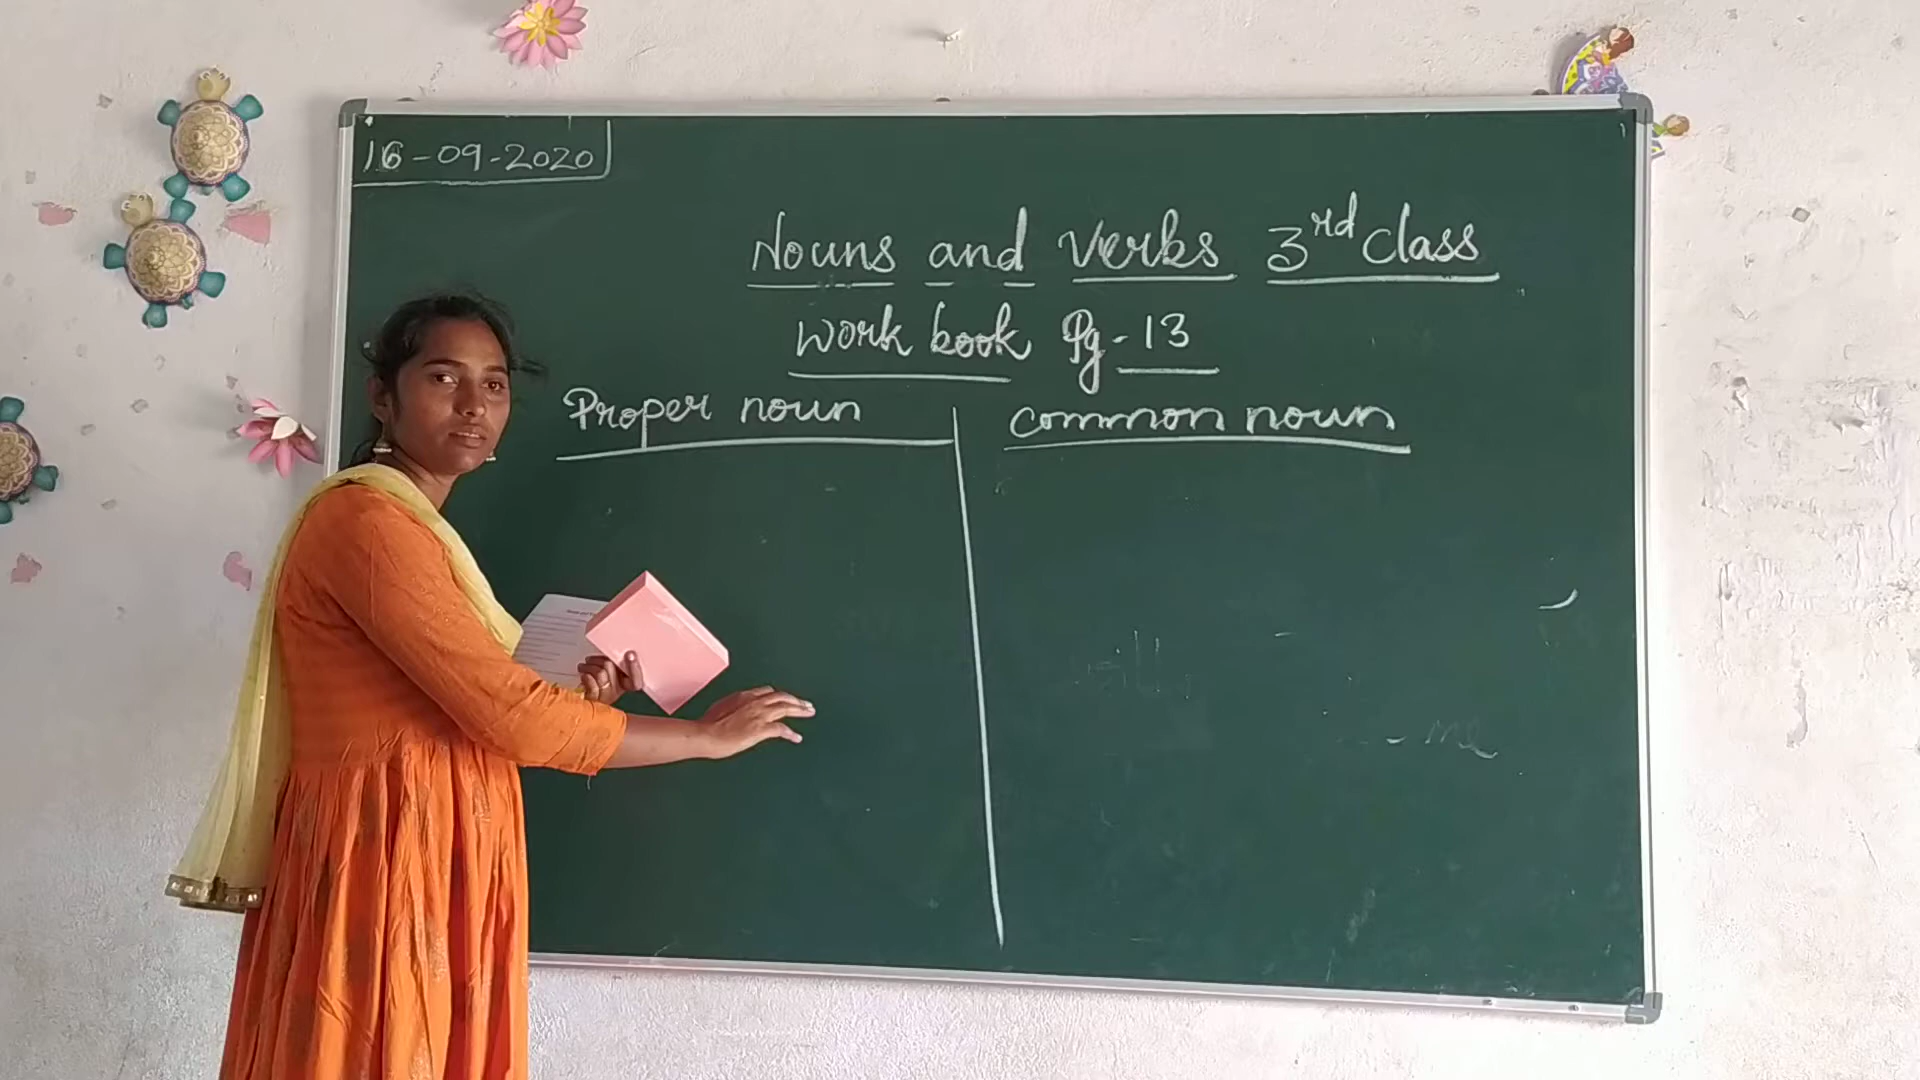 16-09-2020
Nouns and Verbs 3rd class
Work book Pg-13
Proper noun
common noun